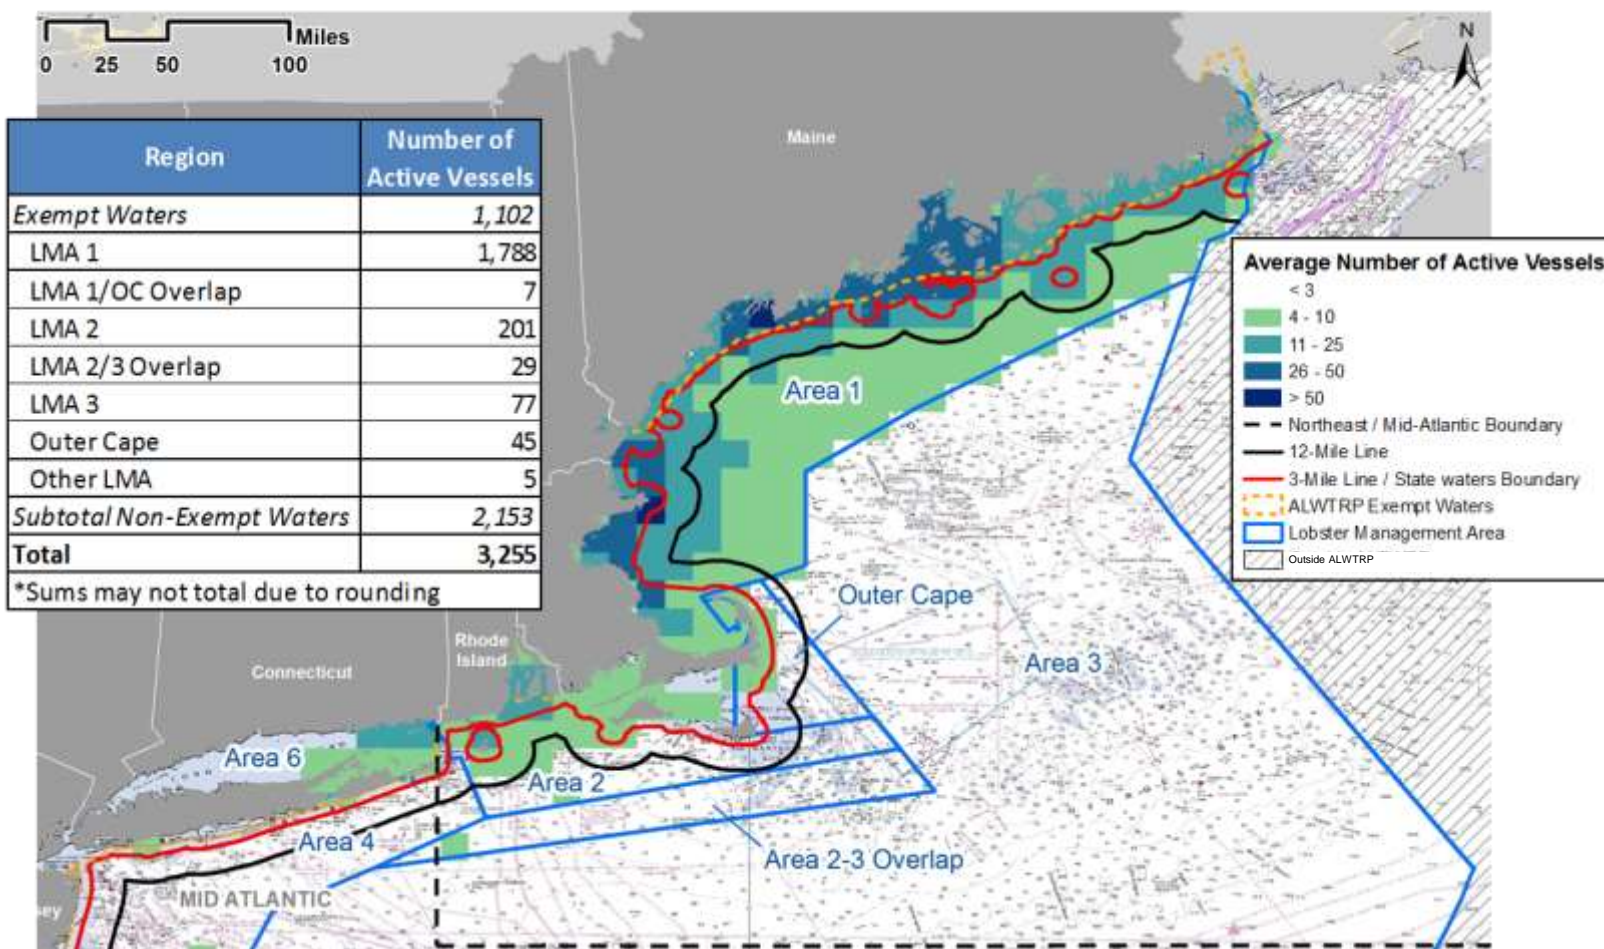 Miles
0 25 50 100
N
Maine
Region Number of Active Vessels
Exempt Waters 1,102
LMA 1 1,788
LMA 1/OC Overlap 7
LMA 2 201
LMA 2/3 Overlap 29
LMA 3 77
Outer Cape 45
Other LMA 5
Subtotal Non-Exempt Waters 2,153
Total 3,255
*Sums may not total due to rounding
Average Number of Active Vessels
< 3
4 - 10
11 - 25
26 - 50
> 50
Northeast / Mid-Atlantic Boundary
12-Mile Line
3-Mile Line / State waters Boundary
ALWTRP Exempt Waters
Lobster Management Area
Outside ALWTRP
Area 1
Outer Cape
Area 3
Rhode
Island
Connecticut
Area 6
Area 2
Area 4
Area 2-3 Overlap
MID ATLANTIC
sey